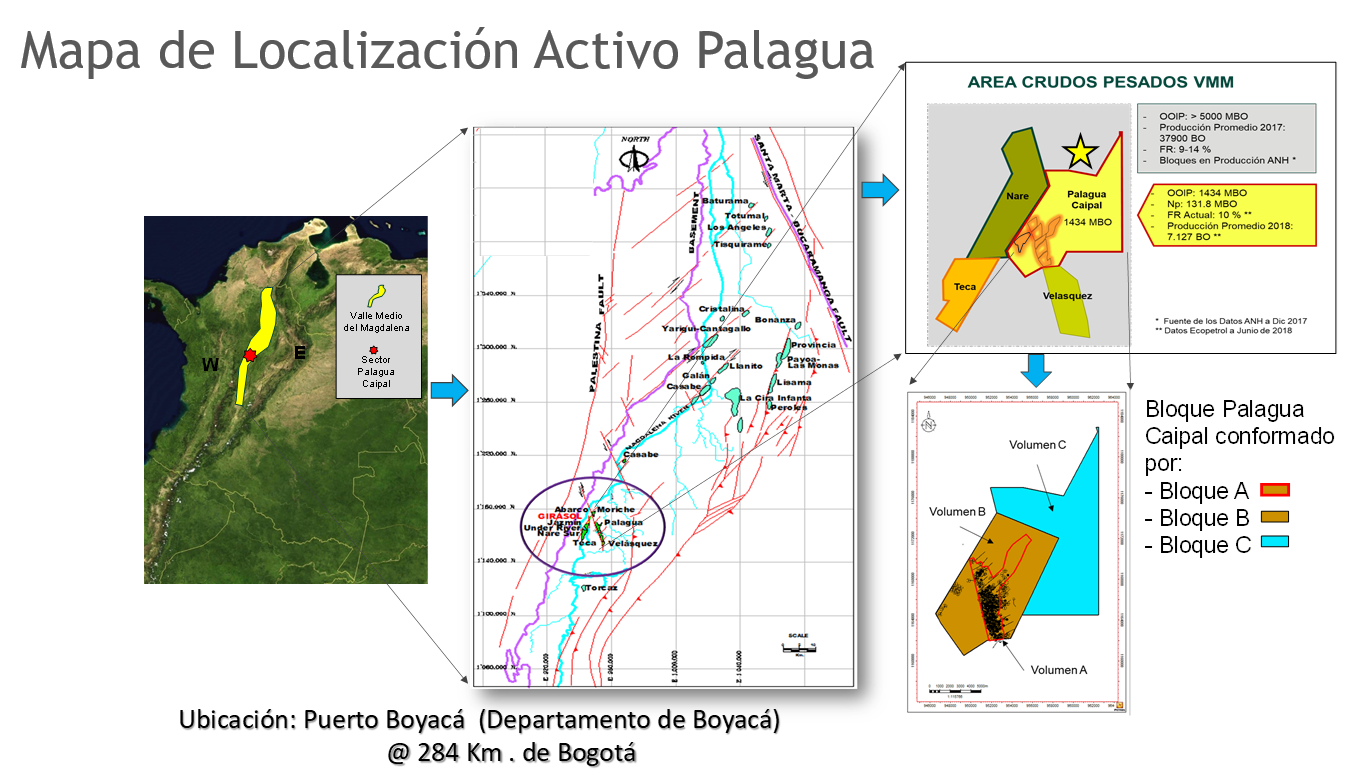 Mapa de Localización Activo Palagua
W
E
Valle Medio
del Magdalena
Sector
Palagua
Caipal
NORTH
SANTA MARTA - BUCARAMANGA FAULT
BASEMENT
PALESTINA FAULT
MAGDALENA RIVER
Baturama
Totumal
Los Angeles
Tisquirame
Cristalina
Bonanza
Yarigui-Cantagallo
Provincia
La Rompida
Payoa-
Las Monas
Llanito
Galán
Casabe
Lisama
La Cira Infanta
Peroles
Casabe
Abarco
Moriche
GIRASOL
Jazmin
Palagua
Under River
Nare Sur
Teca
Velásquez
Torcaz
SCALE
Km.
AREA CRUDOS PESADOS VMM
Nare
Palagua
Caipal
1434 MBO
Teca
Velasquez
- OOIP: > 5000 MBO
- Producción Promedio 2017:
37900 BO
- FR: 9-14 %
- Bloques en Producción ANH *
- OOIP: 1434 MBO
- Np: 131.8 MBO
- FR Actual: 10 % **
- Producción Promedio 2018:
7.127 BO **
* Fuente de los Datos ANH a Dic 2017
** Datos Ecopetrol a Junio de 2018
N
Volumen C
Volumen B
Volumen A
Bloque Palagua
Caipal conformado
por:
- Bloque A
- Bloque B
- Bloque C
Ubicación: Puerto Boyacá (Departamento de Boyacá)
@ 284 Km . de Bogotá